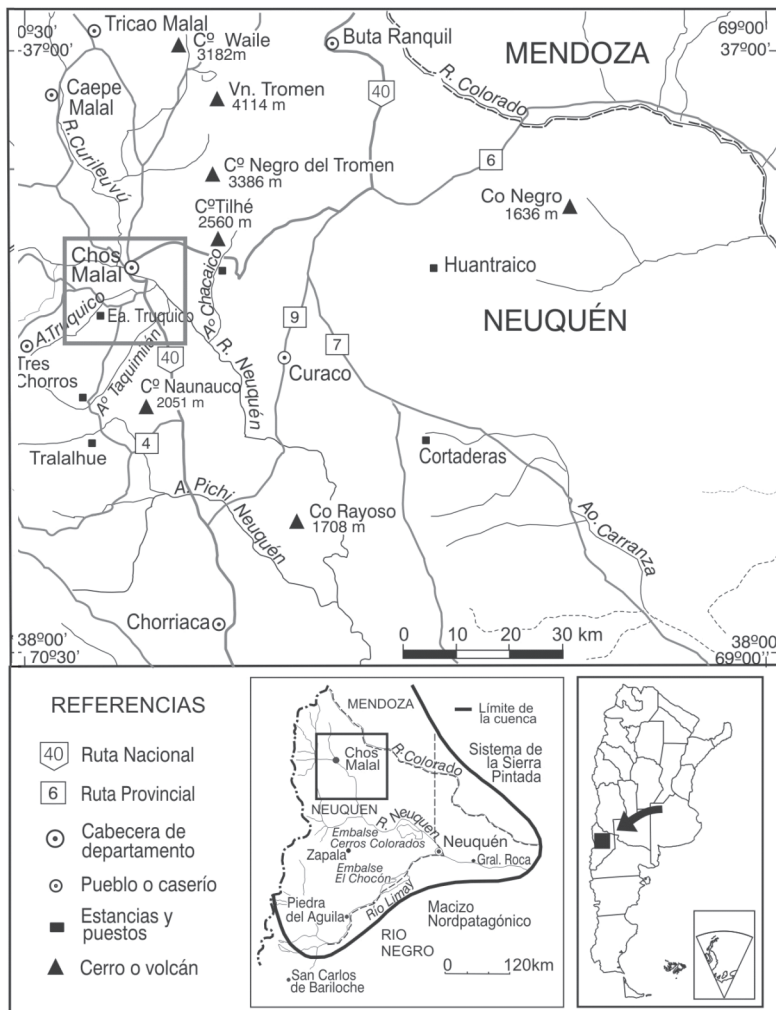 0º30'
37º00'
Tricao Malal
Cº Waile
3182m
Buta Ranquil
69º00'
37º00'
MENDOZA
R. Colorado
Caepe
Malal
Vn. Tromen
4114 m
40
R.Curileuvú
Cº Negro del Tromen
3386 m
6
Co Negro
1636 m
CºTilhé
2560 m
Chos
Malal
Huantraico
Aº Chacaico
NEUQUÉN
A.Truquico
Ea. Truquico
9
7
R. Neuquén
40
Tres
Chorros
Aº Taquimilán
Curaco
Cº Naunauco
2051 m
4
Tralalhue
Cortaderas
A. Pichi Neuquén
Co Rayoso
1708 m
Ao. Carranza
Chorriaca
0 10 20 30 km
38º00'
70º30'
38º00'
69º00'
REFERENCIAS
40 Ruta Nacional
6 Ruta Provincial
Cabecera de
departamento
Pueblo o caserío
Estancias y
puestos
Cerro o volcán
MENDOZA
Límite de
la cuenca
Chos
Malal
R.Colorado
Sistema de
la Sierra
Pintada
NEUQUEN
R. Neuquen
Embalse
Cerros Colorados
Neuquén
Zapala
Gral. Roca
Embalse
El Chocón
Piedra
del Aguila
Rio Limay
Macizo
Nordpatagónico
RIO
NEGRO
0 120km
San Carlos
de Bariloche